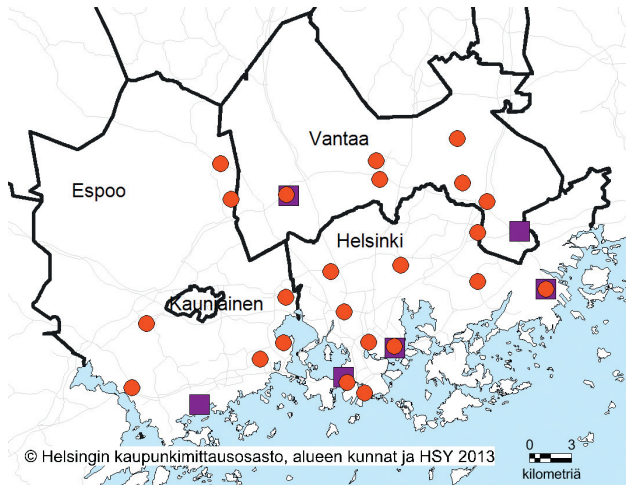 Vantaa
Espoo
Helsinki
Kauniainen
© Helsingin kaupunkimittausosasto, alueen kunnat ja HSY 2013
0 3
kilometriä